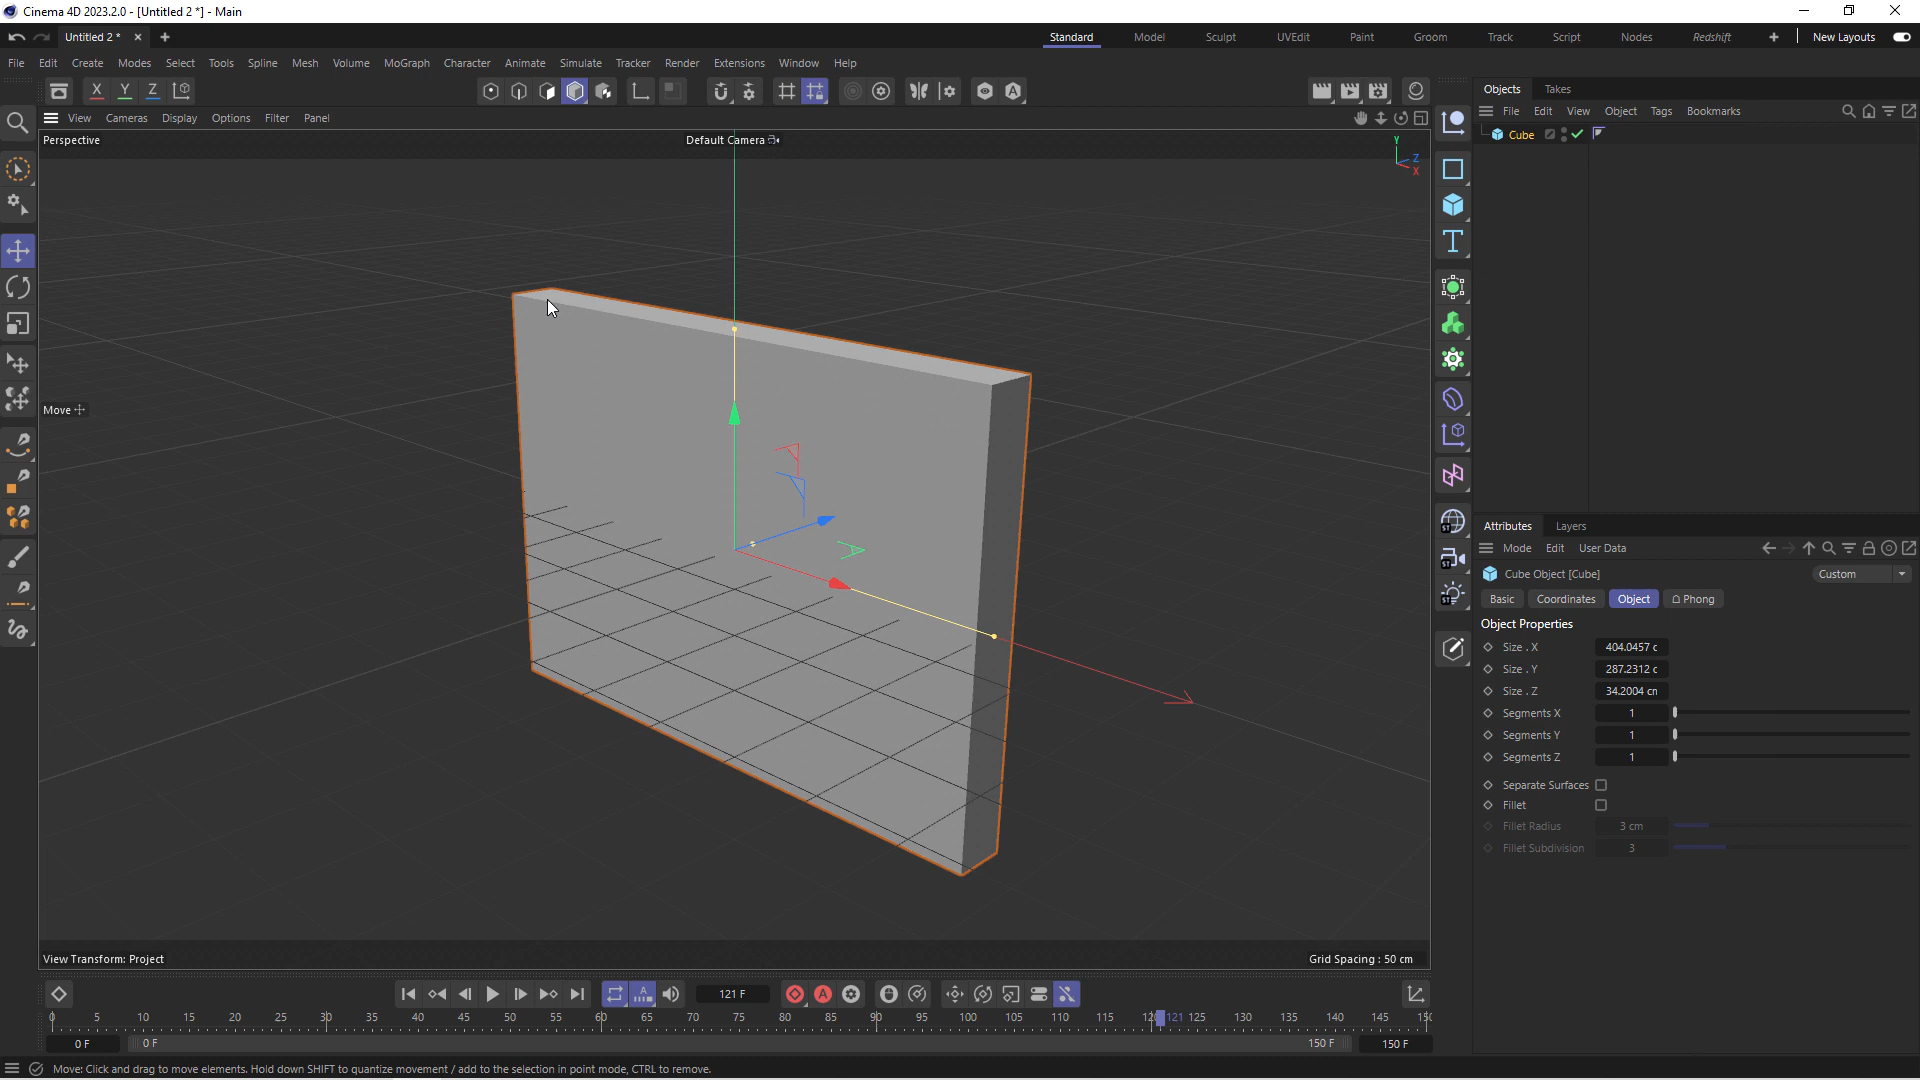 Cinema 4D 2023.2.0 - [Untitled 2 *] - Main
Untitled 2 *
Standard Model Sculpt UVEdit Paint Groom Track Script Nodes Redshift New Layouts
File Edit Create Modes Select Tools Spline Mesh Volume MoGraph Character Animate Simulate Tracker Render Extensions Window Help
X Y Z
Objects Takes
File Edit View Object Tags Bookmarks
Cube
View Cameras Display Options Filter Panel
Perspective
Default Camera
Y
Z
X
Move
Attributes Layers
Mode Edit User Data
Cube Object [Cube]
Custom
Basic Coordinates Object Phong
Object Properties
Size . X 404.0457 c
Size . Y 287.2312 c
Size . Z 34.2004 cm
Segments X 1
Segments Y 1
Segments Z 1
Separate Surfaces
Fillet
Fillet Radius 3 cm
Fillet Subdivision 3
View Transform: Project
Grid Spacing : 50 cm
121 F
0 5 10 15 20 25 30 35 40 45 50 55 60 65 70 75 80 85 90 95 100 105 110 115 120 121 125 130 135 140 145 150
0 F 0 F 150 F 150 F
Move: Click and drag to move elements. Hold down SHIFT to quantize movement / add to the selection in point mode, CTRL to remove.